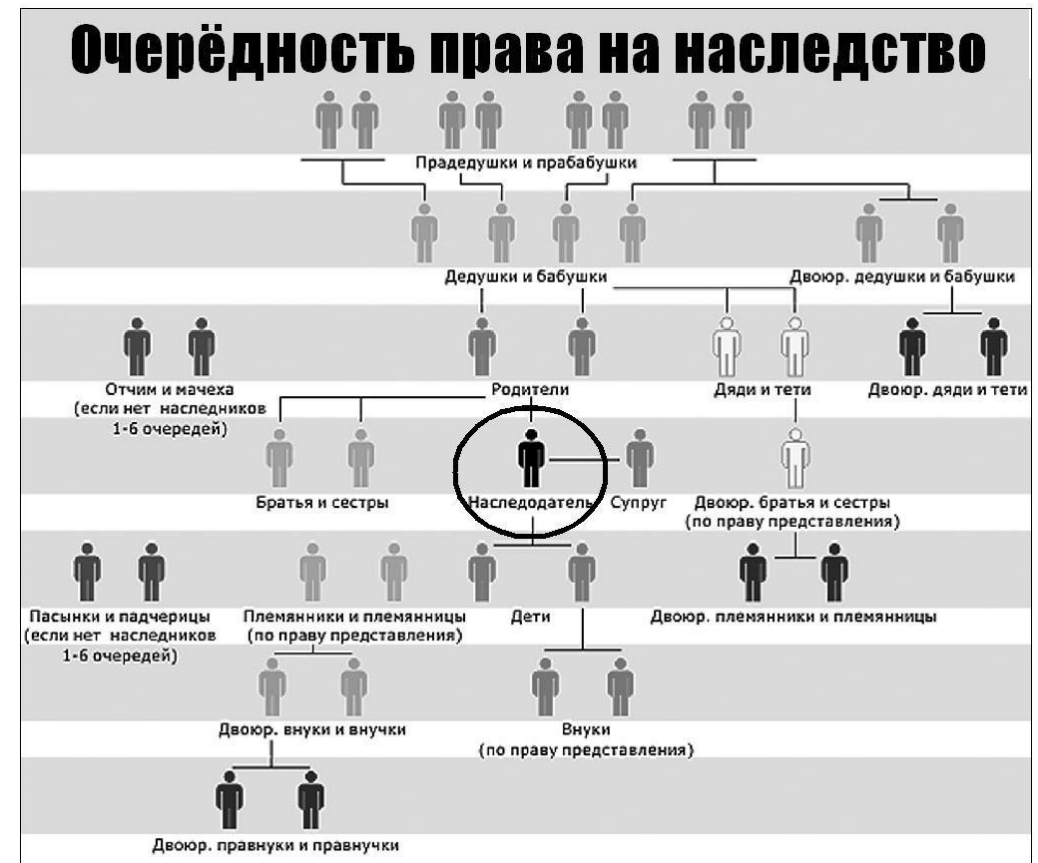 Очерёдность права на наследство
Прадедушки и прабабушки
Дедушки и бабушки
Двоюр. дедушки и бабушки
Отчим и мачеха
(если нет наследников
1-6 очередей)
Родители
Дяди и тети
Двоюр. дяди и тети
Братья и сестры
Наследодатель
Супруг
Двоюр. братья и сестры
(по праву представления)
Пасынки и падчерицы
(если нет наследников
1-6 очередей)
Племянники и племянницы
(по праву представления)
Дети
Двоюр. племянники и племянницы
Двоюр. внуки и внучки
Внуки
(по праву представления)
Двоюр. правнуки и правнучки